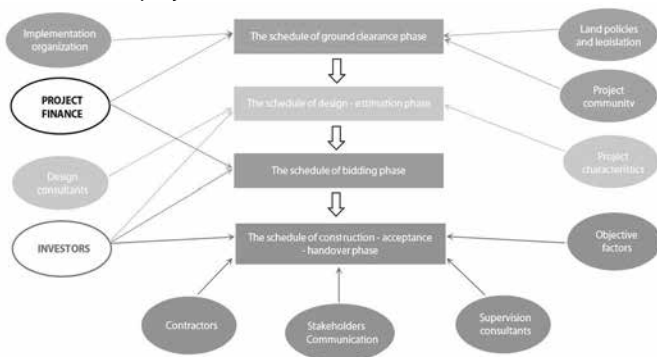 Implementation
organization
The schedule of ground clearance phase
Land policies
and legislation
PROJECT
FINANCE
The schedule of design - estimation phase
Project
community
Design
consultants
The schedule of bidding phase
Project
characteristics
INVESTORS
The schedule of construction - acceptance
- handover phase
Objective
factors
Contractors
Stakeholders
Communication
Supervision
consultants